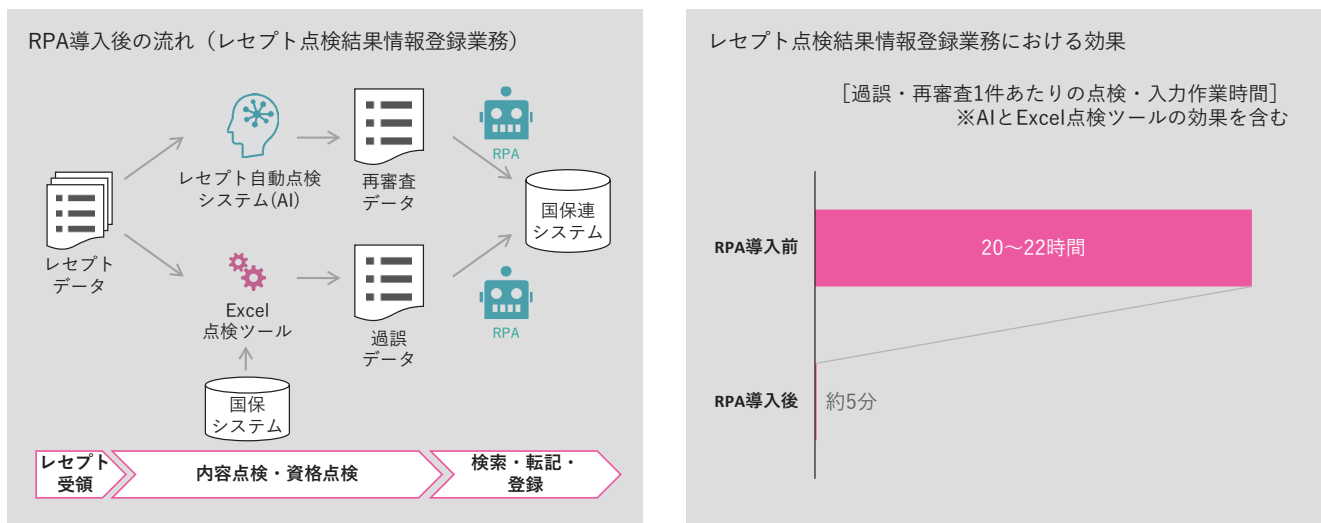 RPA導入後の流れ（レセプト点検結果情報登録業務）
レセプト
データ
レセプト自動点検
システム(AI)
再審査
データ
RPA
国保連
システム
Excel
点検ツール
過誤
データ
RPA
国保
システム
レセプト
受領
内容点検・資格点検
検索・転記・
登録
レセプト点検結果情報登録業務における効果
［過誤・再審査1件あたりの点検・入力作業時間］
※AIとExcel点検ツールの効果を含む
RPA導入前
20～22時間
RPA導入後
約5分